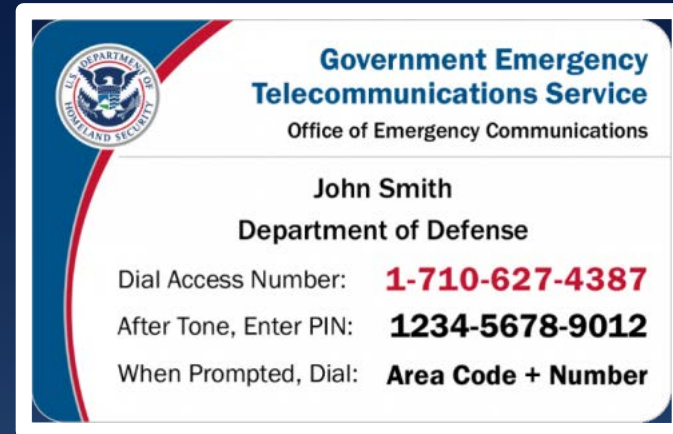 U.S. DEPARTMENT OF
HOMELAND SECURITY
Government Emergency
Telecommunications Service
Office of Emergency Communications
John Smith
Department of Defense
Dial Access Number: 1-710-627-4387
After Tone, Enter PIN: 1234-5678-9012
When Prompted, Dial: Area Code + Number